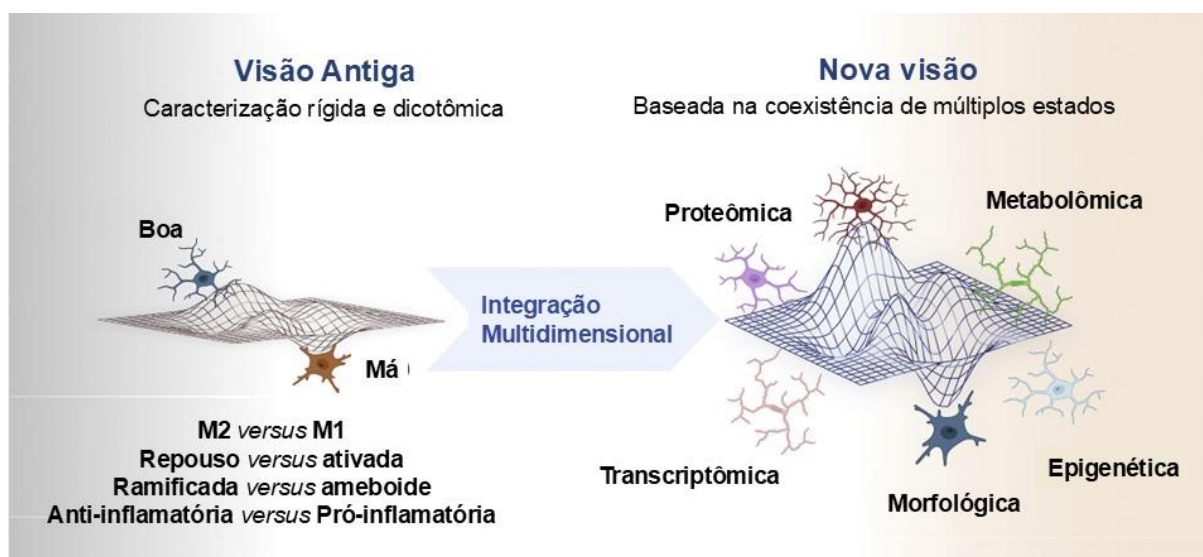 Visão Antiga
Caracterização rígida e dicotômica
Boa
Má
M2 versus M1
Repouso versus ativada
Ramificada versus ameboide
Anti-inflamatória versus Pró-inflamatória
Integração
Multidimensional
Nova visão
Baseada na coexistência de múltiplos estados
Proteômica
Metabolômica
Transcriptômica
Morfológica
Epigenética